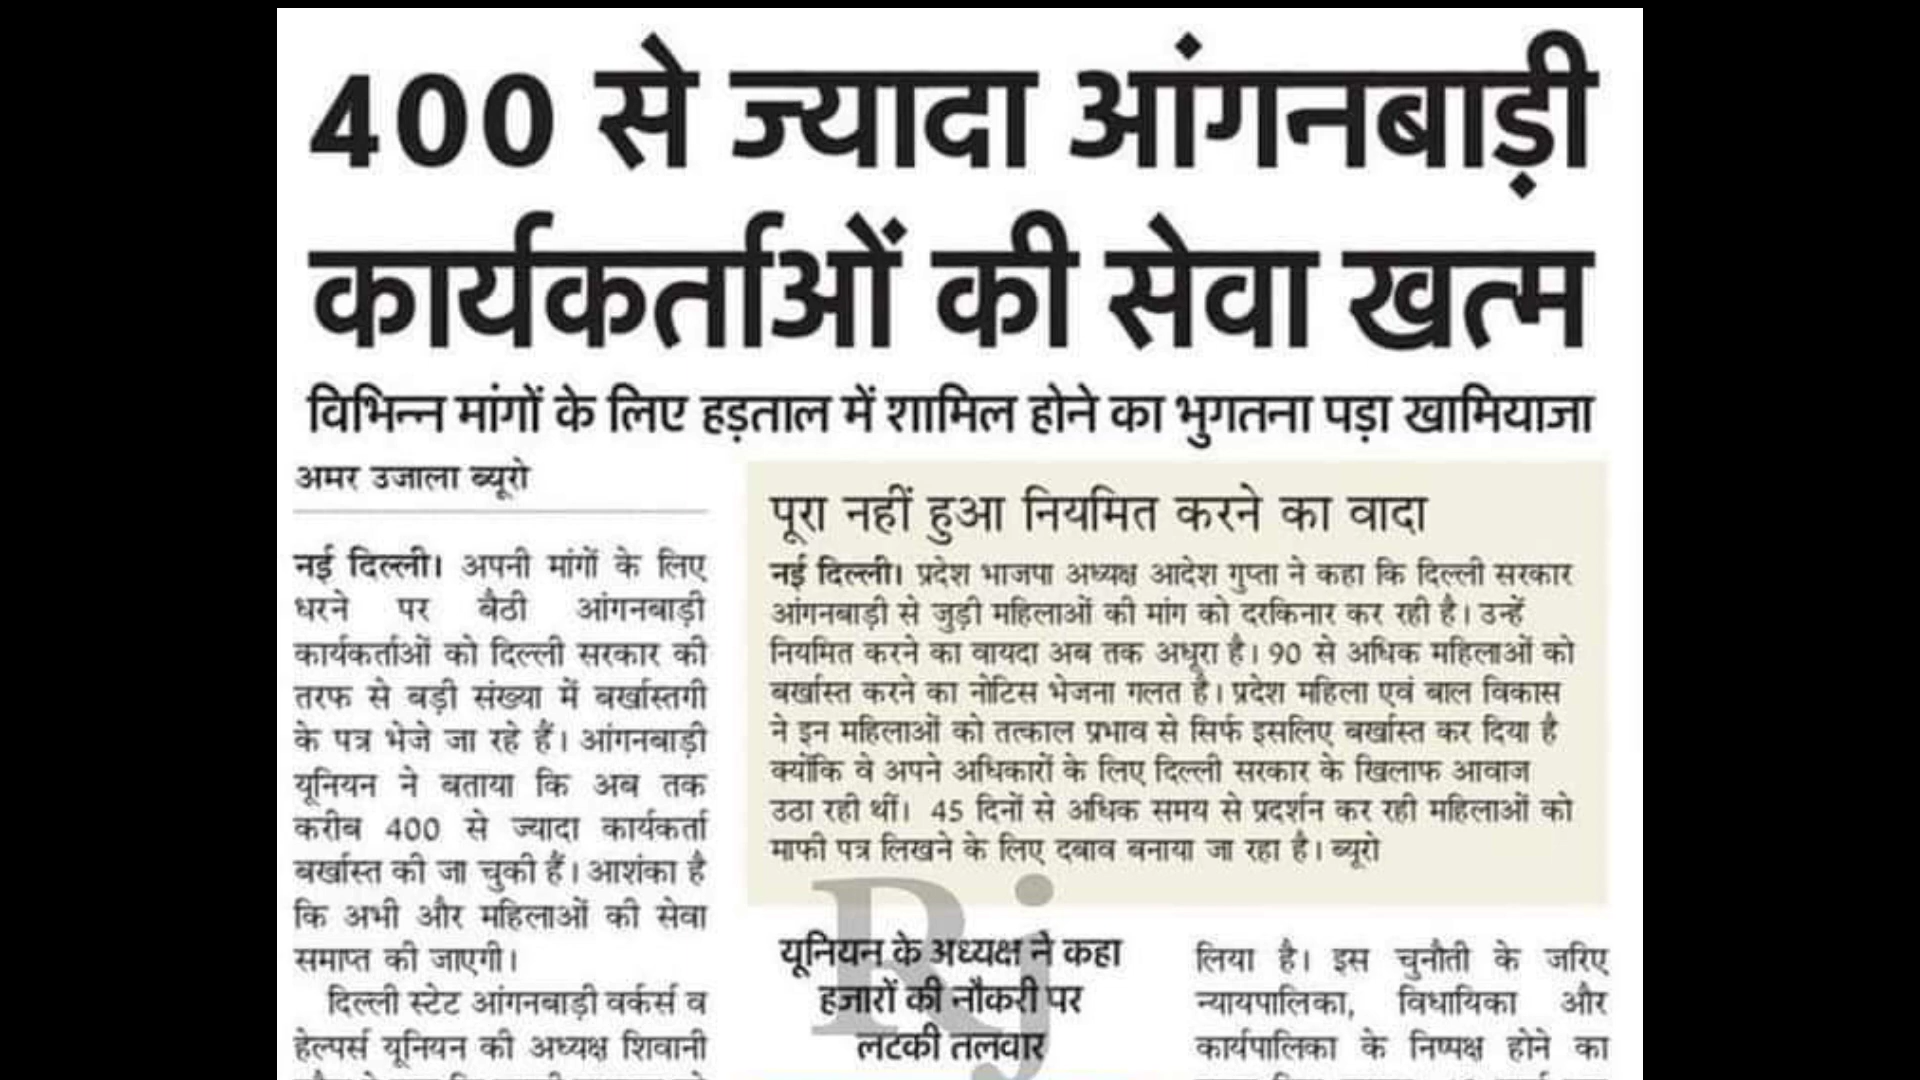 400 से ज्यादा आंगनबाड़ी
कार्यकर्ताओं की सेवा खत्म
विभिन्न मांगों के लिए हड़ताल में शामिल होने का भुगतना पड़ा खामियाजा
अमर उजाला ब्यूरो
नई दिल्ली। अपनी मांगों के लिए
धरने पर बैठी आंगनबाड़ी
कार्यकर्ताओं को दिल्ली सरकार की
तरफ से बड़ी संख्या में बर्खास्तगी
के पत्र भेजे जा रहे हैं। आंगनबाड़ी
यूनियन ने बताया कि अब तक
करीब 400 से ज्यादा कार्यकर्ता
बर्खास्त की जा चुकी हैं। आशंका है
कि अभी और महिलाओं की सेवा
समाप्त की जाएगी।
दिल्ली स्टेट आंगनबाड़ी वर्कर्स व
हेल्पर्स यूनियन की अध्यक्ष शिवानी
पूरा नहीं हुआ नियमित करने का वादा
नई दिल्ली। प्रदेश भाजपा अध्यक्ष आदेश गुप्ता ने कहा कि दिल्ली सरकार
आंगनबाड़ी से जुड़ी महिलाओं की मांग को दरकिनार कर रही है। उन्हें
नियमित करने का वायदा अब तक अधूरा है। 90 से अधिक महिलाओं को
बर्खास्त करने का नोटिस भेजना गलत है। प्रदेश महिला एवं बाल विकास
ने इन महिलाओं को तत्काल प्रभाव से सिर्फ इसलिए बर्खास्त कर दिया है
क्योंकि वे अपने अधिकारों के लिए दिल्ली सरकार के खिलाफ आवाज
उठा रही थीं। 45 दिनों से अधिक समय से प्रदर्शन कर रही महिलाओं को
माफी पत्र लिखने के लिए दबाव बनाया जा रहा है। ब्यूरो
Rj
यूनियन के अध्यक्ष ने कहा
हजारों की नौकरी पर
लटकी तलवार
लिया है। इस चुनौती के जरिए
न्यायपालिका, विधायिका और
कार्यपालिका के निष्पक्ष होने का